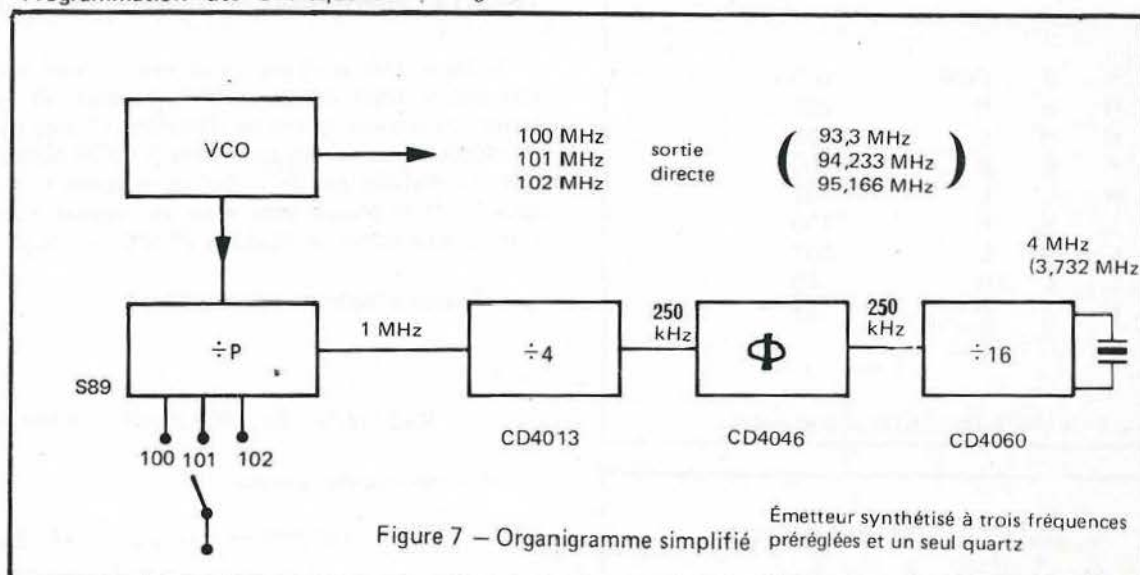 VCO
100 MHz
101 MHz
102 MHz
sortie
directe
93,3 MHz
94,233 MHz
95,166 MHz
4 MHz
(3,732 MHz
÷P
1 MHz
÷4
250
kHz
Φ
250
kHz
÷16
S89
100 101 102
CD4013
CD4046
CD4060
Figure 7 — Organigramme simplifié
Émetteur synthétisé à trois fréquences
préréglées et un seul quartz